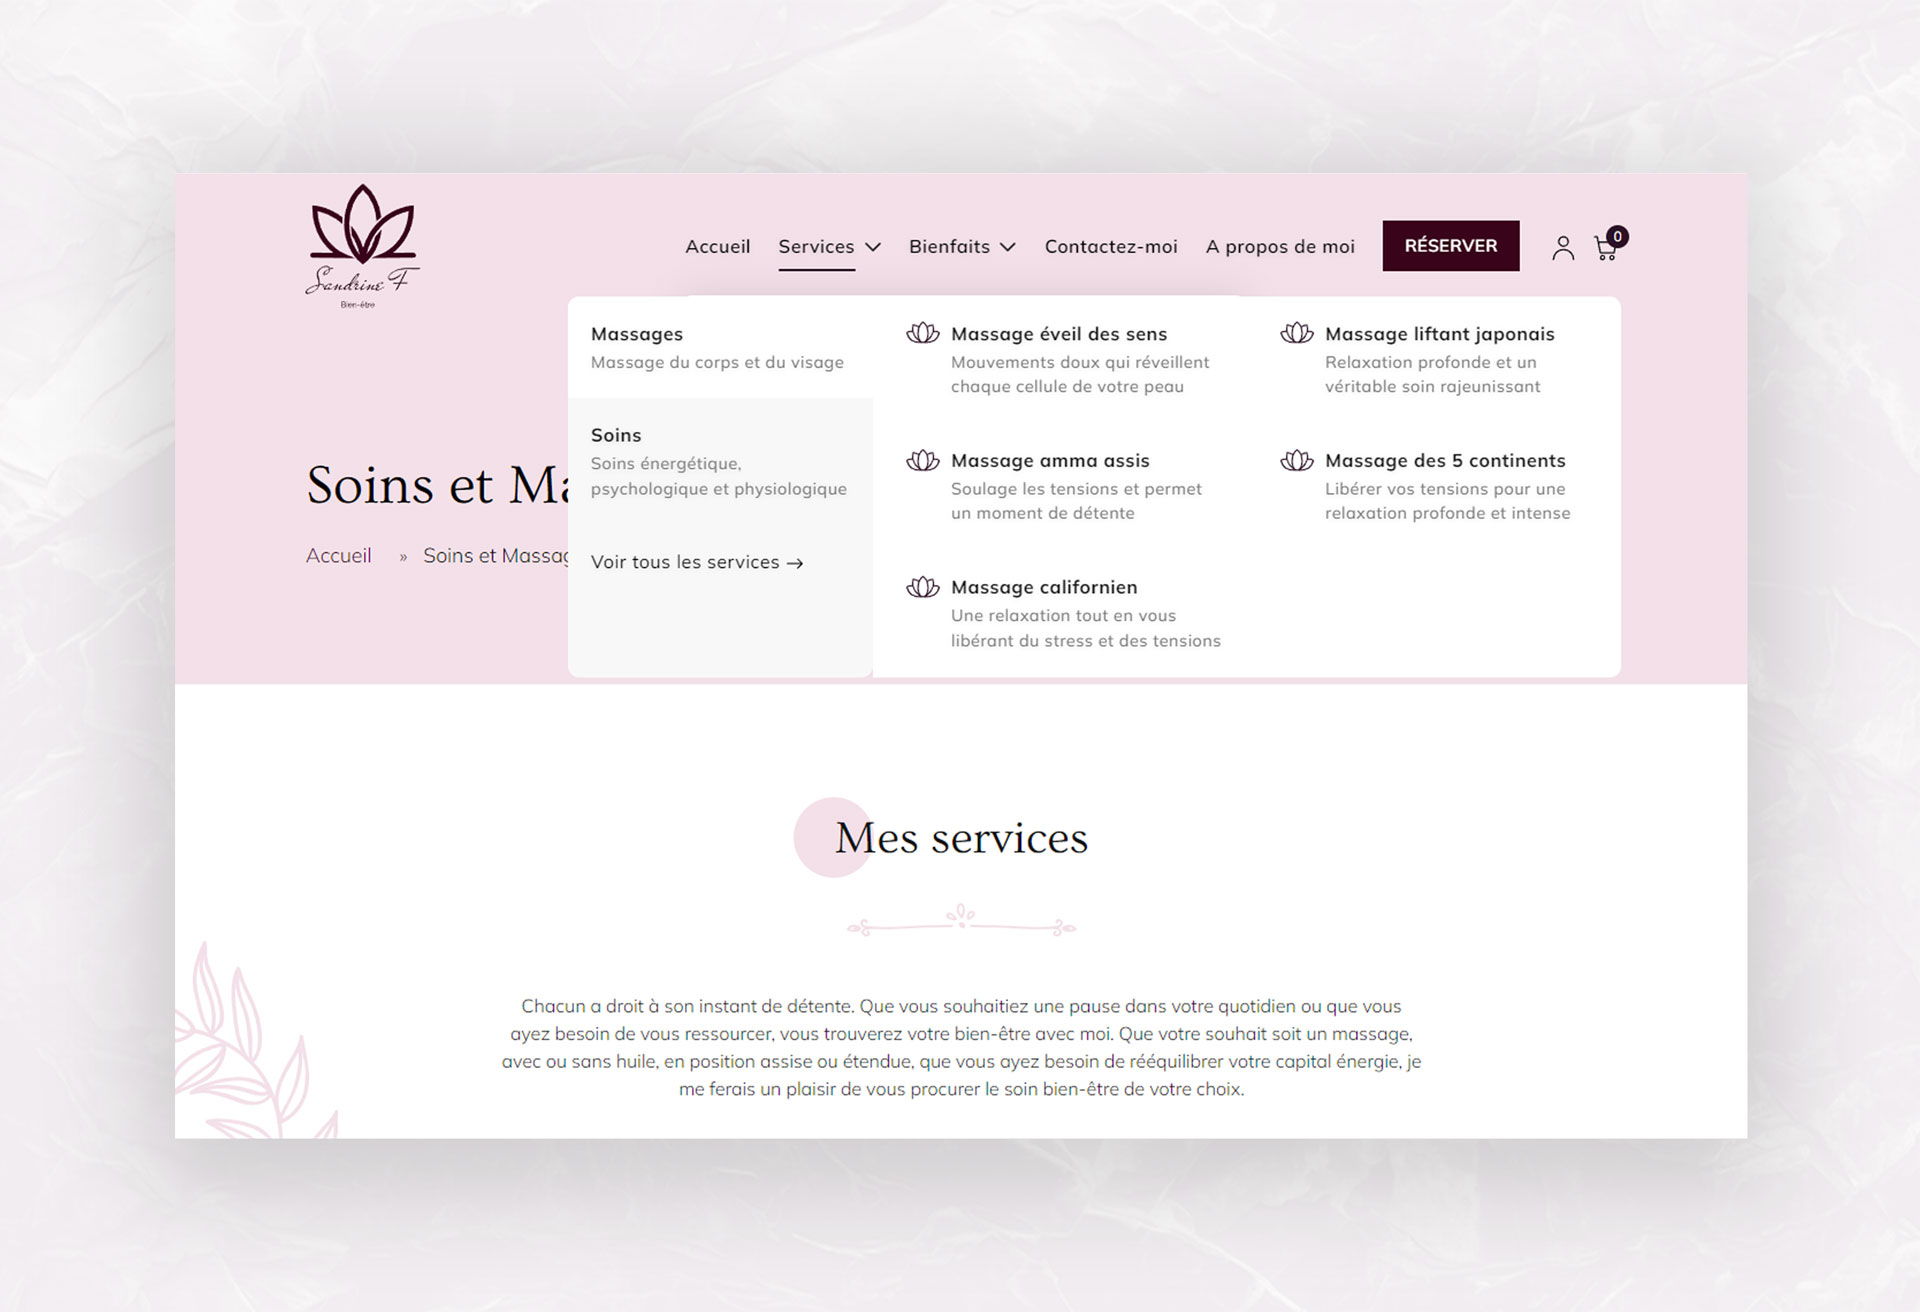 Sandrine F
Bien-être
Accueil
Services
Bienfaits
Contactez-moi
A propos de moi
RÉSERVER
0
Massages
Massage du corps et du visage
Soins
Soins énergétique,
psychologique et physiologique
Voir tous les services →
Massage éveil des sens
Mouvements doux qui réveillent
chaque cellule de votre peau
Massage amma assis
Soulage les tensions et permet
un moment de détente
Massage californien
Une relaxation tout en vous
libérant du stress et des tensions
Massage liftant japonais
Relaxation profonde et un
véritable soin rajeunissant
Massage des 5 continents
Libérer vos tensions pour une
relaxation profonde et intense
Soins et Ma
Accueil » Soins et Massag
Mes services
Chacun a droit à son instant de détente. Que vous souhaitiez une pause dans votre quotidien ou que vous
ayez besoin de vous ressourcer, vous trouverez votre bien-être avec moi. Que votre souhait soit un massage,
avec ou sans huile, en position assise ou étendue, que vous ayez besoin de rééquilibrer votre capital énergie, je
me ferais un plaisir de vous procurer le soin bien-être de votre choix.